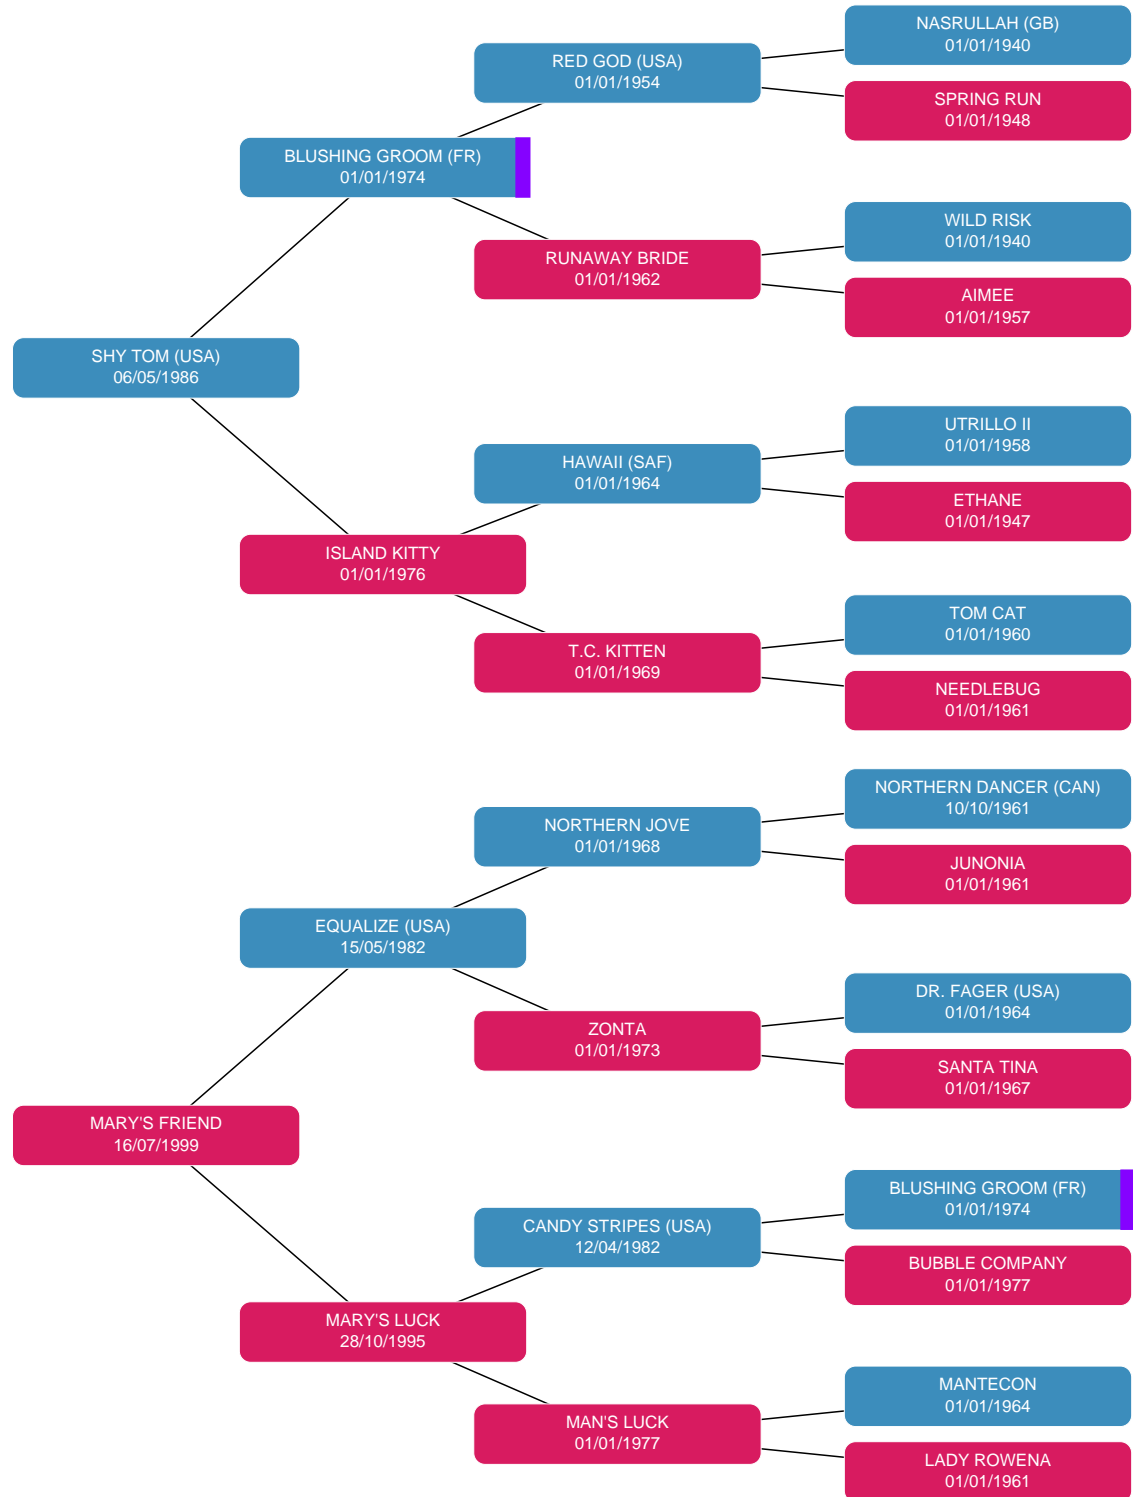 NASRULLAH (GB)
01/01/1940
RED GOD (USA)
01/01/1954
SPRING RUN
01/01/1948
BLUSHING GROOM (FR)
01/01/1974
WILD RISK
01/01/1940
RUNAWAY BRIDE
01/01/1962
AIMEE
01/01/1957
SHY TOM (USA)
06/05/1986
UTRILLO II
01/01/1958
HAWAII (SAF)
01/01/1964
ETHANE
01/01/1947
ISLAND KITTY
01/01/1976
TOM CAT
01/01/1960
T.C. KITTEN
01/01/1969
NEEDLEBUG
01/01/1961
NORTHERN DANCER (CAN)
10/10/1961
NORTHERN JOVE
01/01/1968
JUNONIA
01/01/1961
EQUALIZE (USA)
15/05/1982
DR. FAGER (USA)
01/01/1964
ZONTA
01/01/1973
SANTA TINA
01/01/1967
MARY'S FRIEND
16/07/1999
BLUSHING GROOM (FR)
01/01/1974
CANDY STRIPES (USA)
12/04/1982
BUBBLE COMPANY
01/01/1977
MARY'S LUCK
28/10/1995
MANTECON
01/01/1964
MAN'S LUCK
01/01/1977
LADY ROWENA
01/01/1961